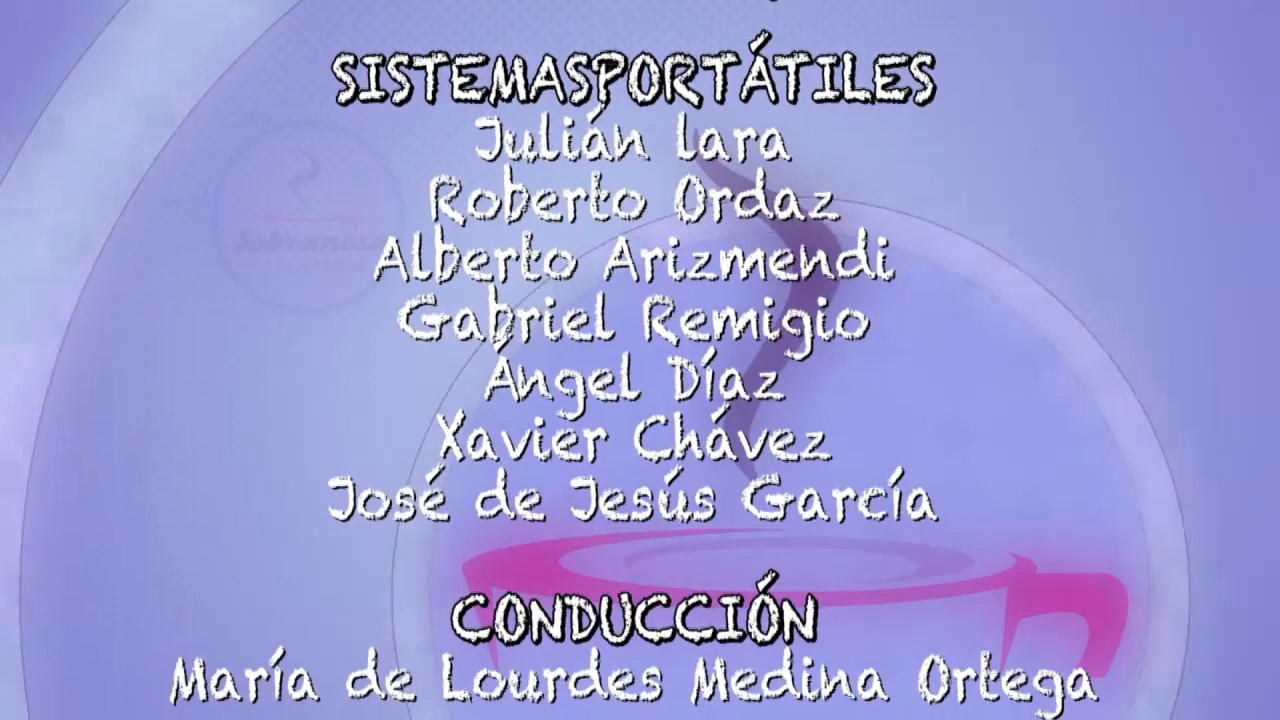 SISTEMASPORTÁTILES
Julián lara
Roberto Ordaz
Alberto Arizmendi
Gabriel Remigio
Ángel Díaz
Xavier Chávez
José de Jesús García
CONDUCCIÓN
María de Lourdes Medina Ortega